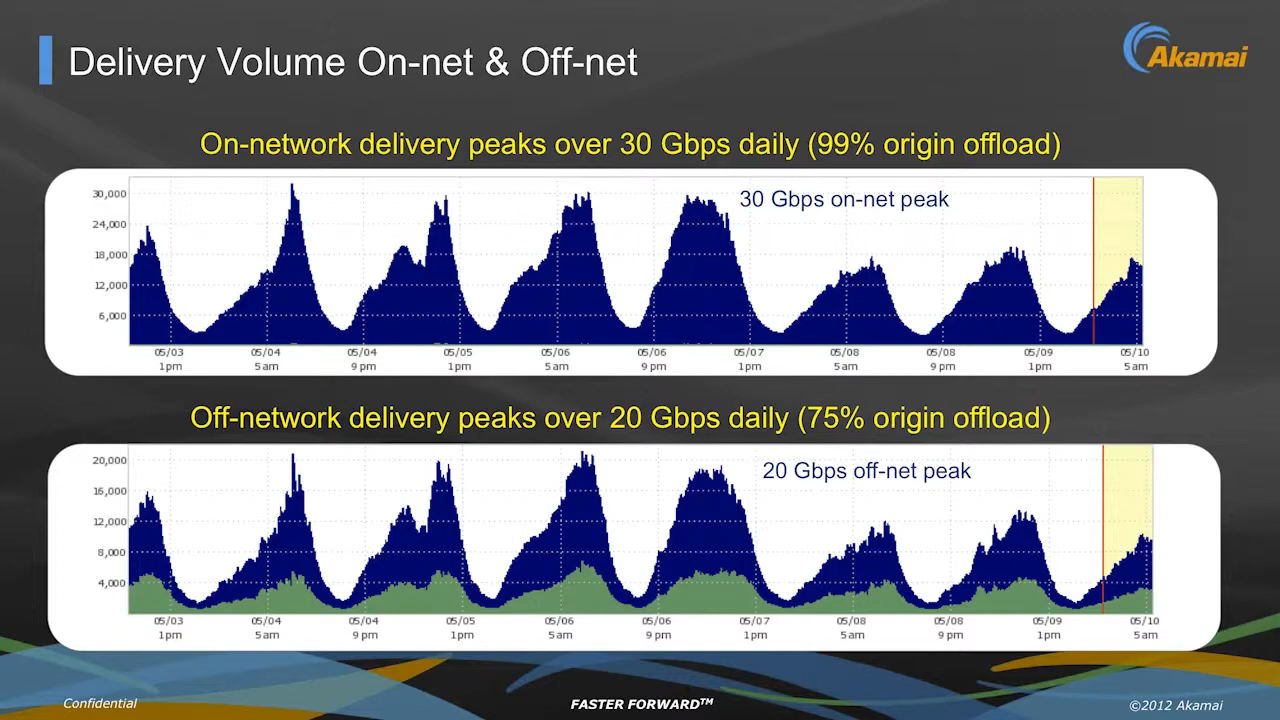 Delivery Volume On-net & Off-net
Akamai
On-network delivery peaks over 30 Gbps daily (99% origin offload)
30 Gbps on-net peak
30,000
24,000
18,000
12,000
6,000
05/03 05/04 05/04 05/05 05/06 05/06 05/07 05/08 05/08 05/09 05/10
1pm 5am 9pm 1pm 5am 9pm 1pm 5am 9pm 1pm 5am
Off-network delivery peaks over 20 Gbps daily (75% origin offload)
20 Gbps off-net peak
20,000
16,000
12,000
8,000
4,000
05/03 05/04 05/04 05/05 05/06 05/06 05/07 05/08 05/08 05/09 05/10
1pm 5am 9pm 1pm 5am 9pm 1pm 5am 9pm 1pm 5am
Confidential
FASTER FORWARD™
©2012 Akamai